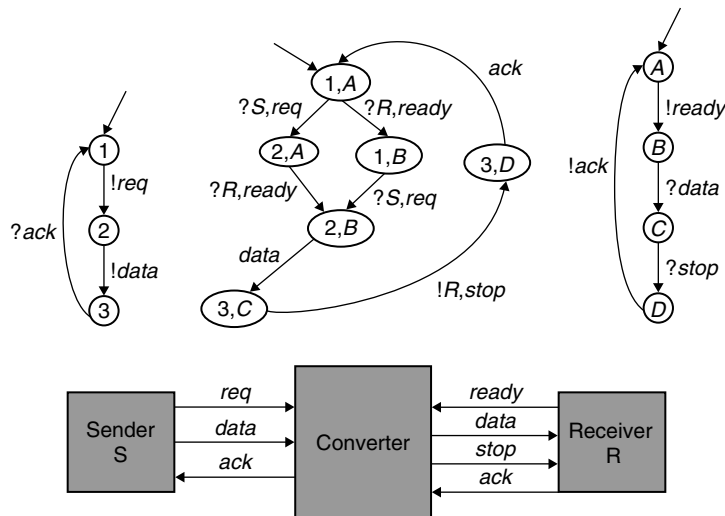 1
!req
2
!data
3
?ack
1,A
ack
?S,req
?R,ready
2,A
1,B
3,D
?R,ready
?S,req
2,B
data
3,C
!R,stop
A
!ready
B
!ack
?data
C
?stop
D
Sender
S
req
data
ack
Converter
ready
data
stop
ack
Receiver
R